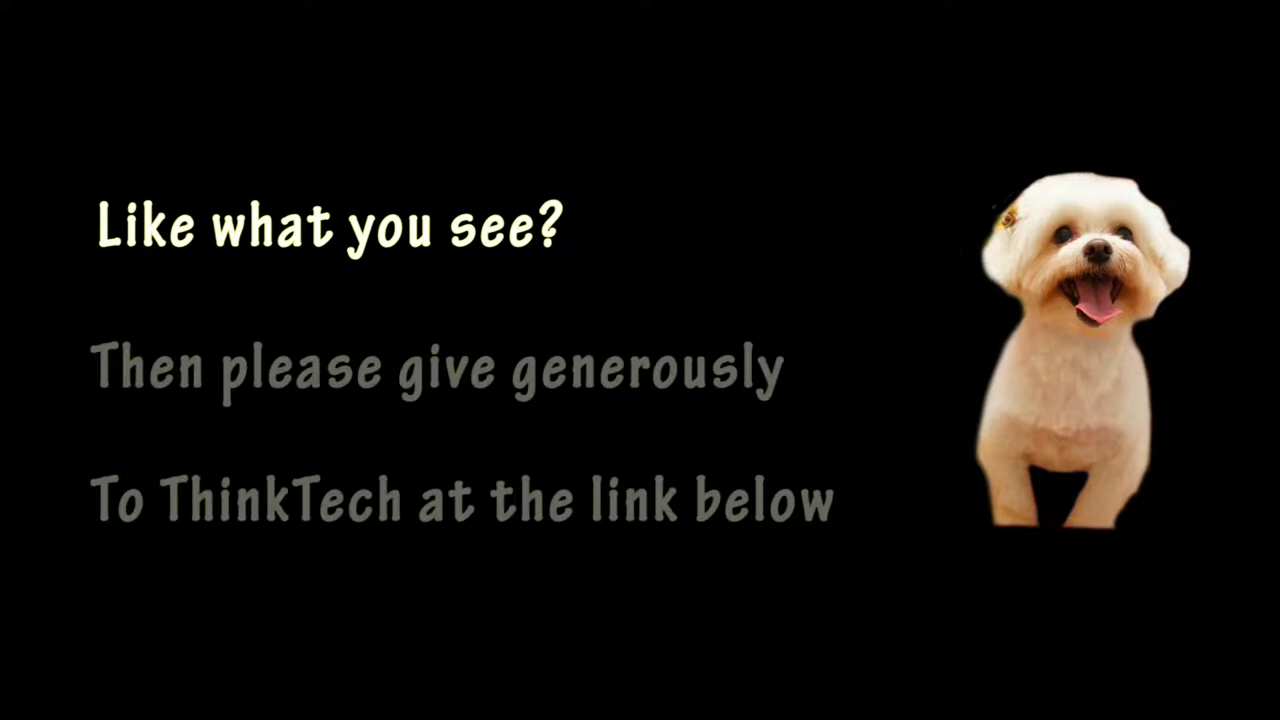 Like what you see?
Then please give generously
To ThinkTech at the link below